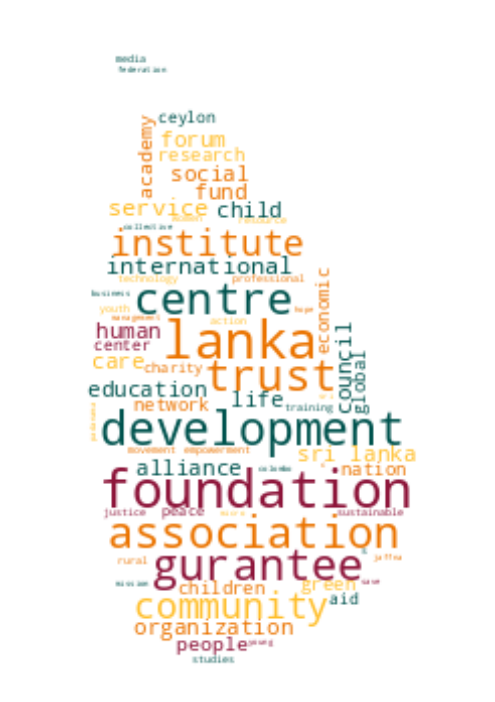 media
federation
academy
ceylon
forum
research
social
fund
service
child
women
resource
collective
institute
international
technology
professional
economic
business
centre
youth
hope
management
action
human
lanka
council
center
care
charity
trust
global
education
life
network
training
development
movement
empowerment
sri lanka
alliance
colombo
nation
foundation
justice
peace
sustainable
association
rural
gurantee
jaffna
mission
children
green
save
community
aid
organization
people
young
studies